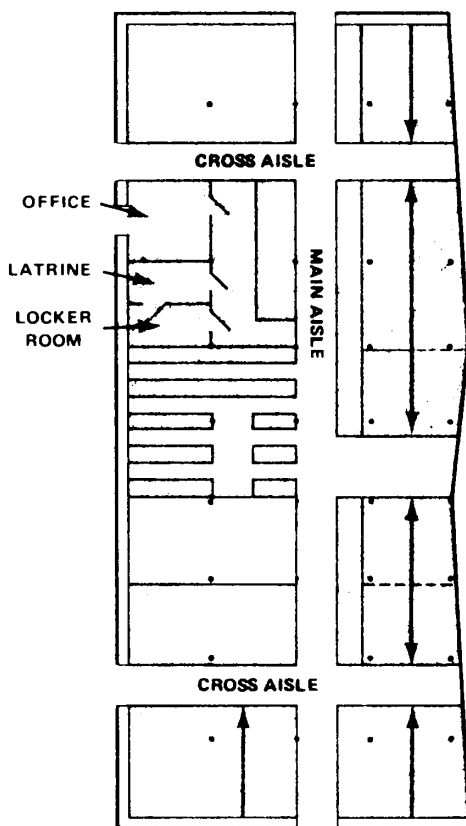 CROSS AISLE
OFFICE
LATRINE
LOCKER
ROOM
MAIN AISLE
CROSS AISLE